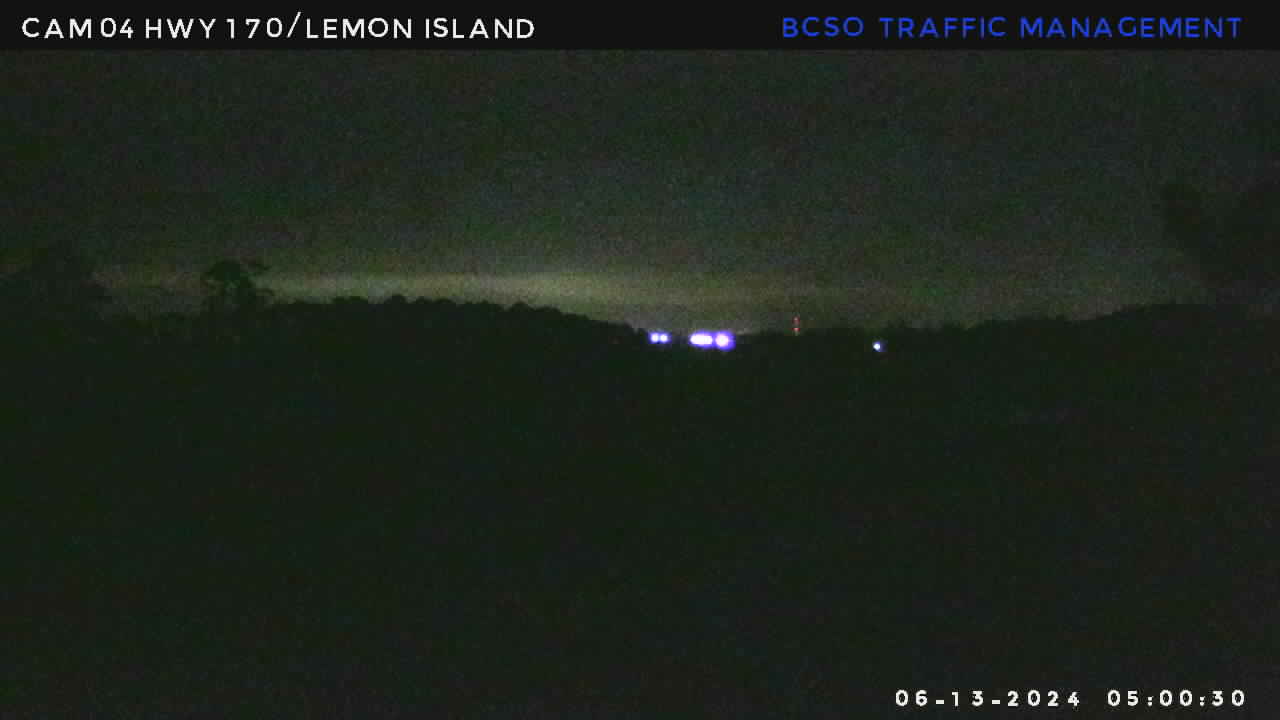 CAM04 HWY 170/LEMON ISLAND
BCSO TRAFFIC MANAGEMENT
06-13-2024 05:00:30